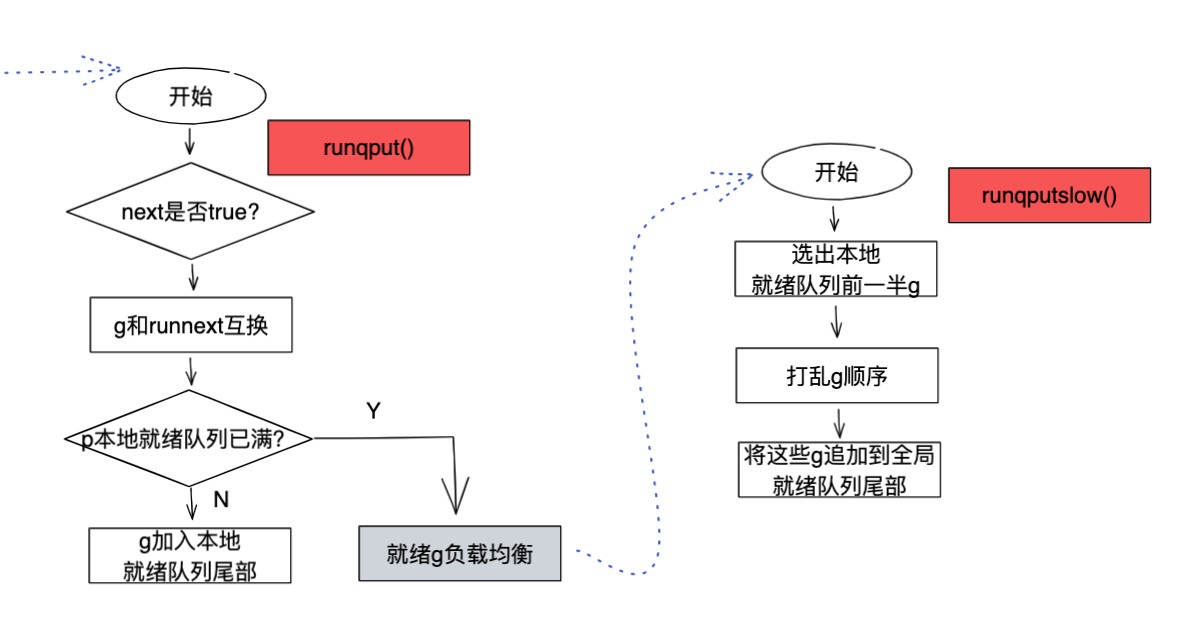 开始
runqput()
next是否true?
g和runnext互换
p本地就绪队列已满?
Y
N
g加入本地
就绪队列尾部
就绪g负载均衡
开始
runqputslow()
选出本地
就绪队列前一半g
打乱g顺序
将这些g追加到全局
就绪队列尾部